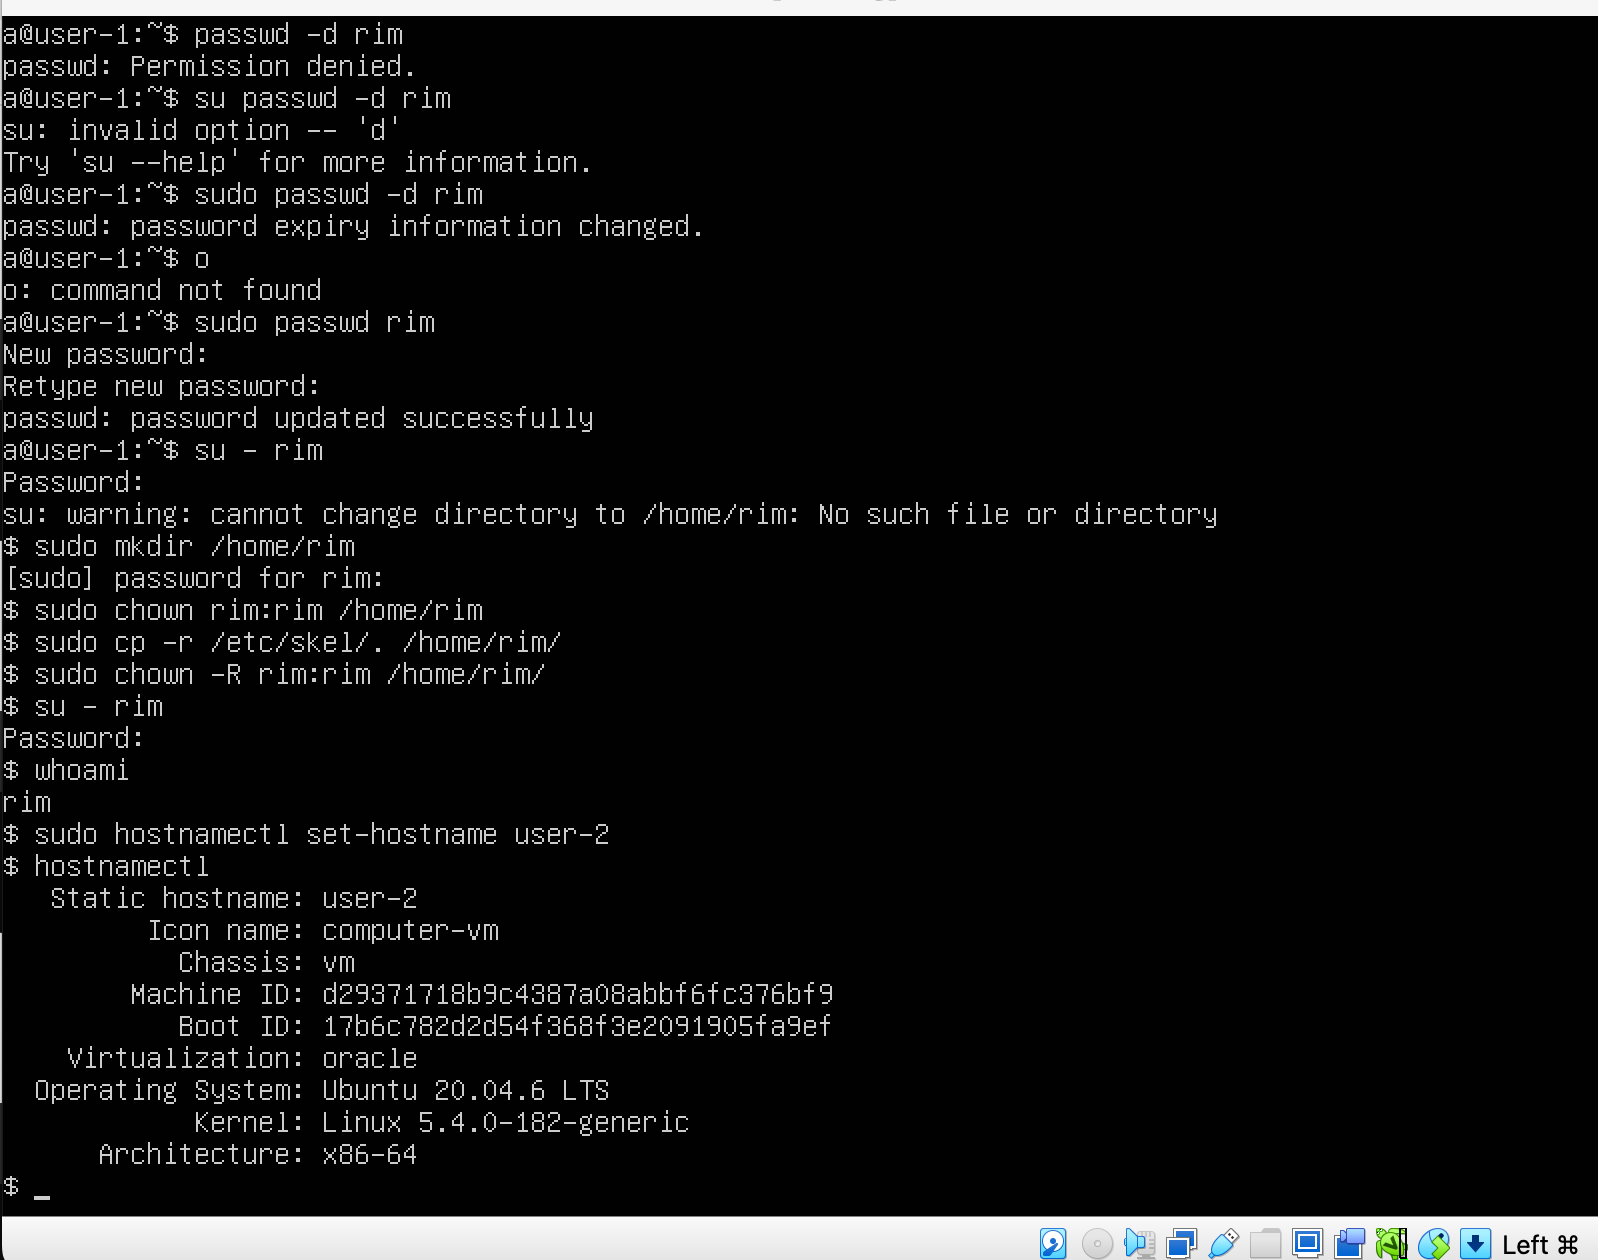 a@user-1:~$ passwd -d rim
passwd: Permission denied.
a@user-1:~$ su passwd -d rim
su: invalid option -- 'd'
Try 'su --help' for more information.
a@user-1:~$ sudo passwd -d rim
passwd: password expiry information changed.
a@user-1:~$ o
o: command not found
a@user-1:~$ sudo passwd rim
New password:
Retype new password:
passwd: password updated successfully
a@user-1:~$ su - rim
Password:
su: warning: cannot change directory to /home/rim: No such file or directory
$ sudo mkdir /home/rim
[sudo] password for rim:
$ sudo chown rim:rim /home/rim
$ sudo cp -r /etc/skel/. /home/rim/
$ sudo chown -R rim:rim /home/rim/
$ su - rim
Password:
$ whoami
rim
$ sudo hostnamectl set-hostname user-2
$ hostnamectl
   Static hostname: user-2
         Icon name: computer-vm
           Chassis: vm
        Machine ID: d29371718b9c4387a08abbf6fc376bf9
           Boot ID: 17b6c782d2d54f368f3e2091905fa9ef
    Virtualization: oracle
  Operating System: Ubuntu 20.04.6 LTS
            Kernel: Linux 5.4.0-182-generic
      Architecture: x86-64
$ _
Left ⌘